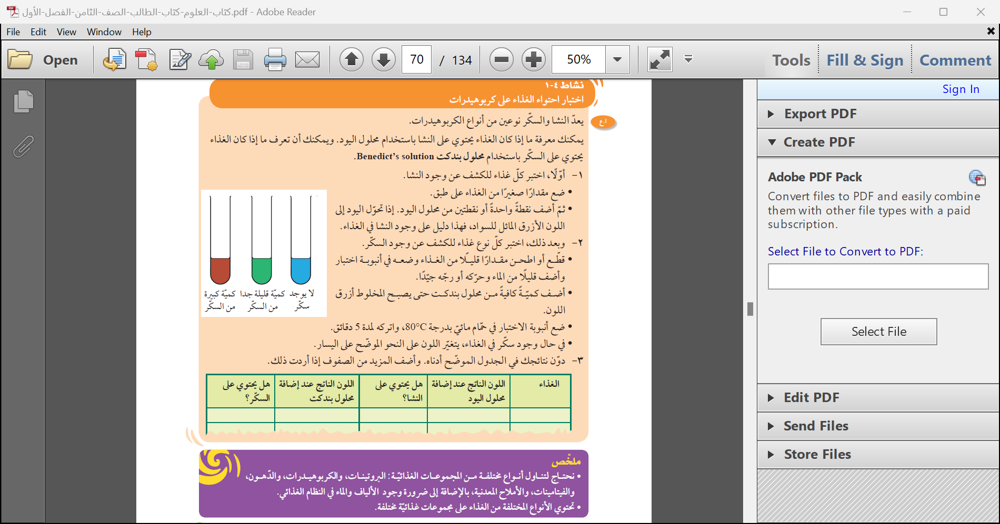 كتاب-العلوم-كتاب-الطالب-الصف-الثامن-الفصل-الأول.pdf - Adobe Reader
File Edit View Window Help
Open
70 / 134
50%
Tools Fill & Sign Comment
Sign In
Export PDF
Create PDF
Adobe PDF Pack
Convert files to PDF and easily combine
them with other file types with a paid
subscription.
Select File to Convert to PDF:
Select File
Edit PDF
Send Files
Store Files
نشاط ٤-١
اختبار احتواء الغذاء على كربوهيدرات
ا.ع
يعدّ النشا والسكّر نوعين من أنواع الكربوهيدرات.
يمكنك معرفة ما إذا كان الغذاء يحتوي على النشا باستخدام محلول اليود. ويمكنك أن تعرف ما إذا كان الغذاء
يحتوي على السكّر باستخدام محلول بندكت Benedict's solution.
١- أوّلًا، اختبر كلّ غذاء للكشف عن وجود النشا.
• ضع مقدارًا صغيرًا من الغذاء على طبق.
• ثمّ أضف نقطةً واحدةً أو نقطتين من محلول اليود. إذا تحوّل اليود إلى
اللون الأزرق المائل للسواد، فهذا دليل على وجود النشا في الغذاء.
٢- وبعد ذلك، اختبر كلّ نوع غذاء للكشف عن وجود السكّر.
• قطّع أو اطحن مقدارًا قليلًا من الغذاء وضعه في أنبوبة اختبار
وأضف قليلًا من الماء وحرّكه أو رجّه جيّدًا.
• أضف كميّةً كافيةً من محلول بندكت حتى يصبح المخلوط أزرق
اللون.
• ضع أنبوبة الاختبار في حمّام مائيّ بدرجة 80°C، واتركه لمدة 5 دقائق.
• في حال وجود سكّر في الغذاء، يتغيّر اللون على النحو الموضّح على اليسار.
لا يوجد كميّة قليلة جدا كميّة كبيرة
سكّر من السكّر من السكّر
٣- دوّن نتائجك في الجدول الموضّح أدناه. وأضف المزيد من الصفوف إذا أردت ذلك.
الغذاء اللون الناتج عند إضافة هل يحتوي على اللون الناتج عند إضافة هل يحتوي على
محلول اليود النشا؟ محلول بندكت السكّر؟
ملخّص
• نحتاج لتناول أنواع مختلفة من المجموعات الغذائيّة: البروتينات، والكربوهيدرات، والدّهون،
والفيتامينات، والأملاح المعدنية، بالإضافة إلى ضرورة وجود الألياف والماء في النظام الغذائي.
• تحتوي الأنواع المختلفة من الغذاء على مجموعات غذائيّة مختلفة.